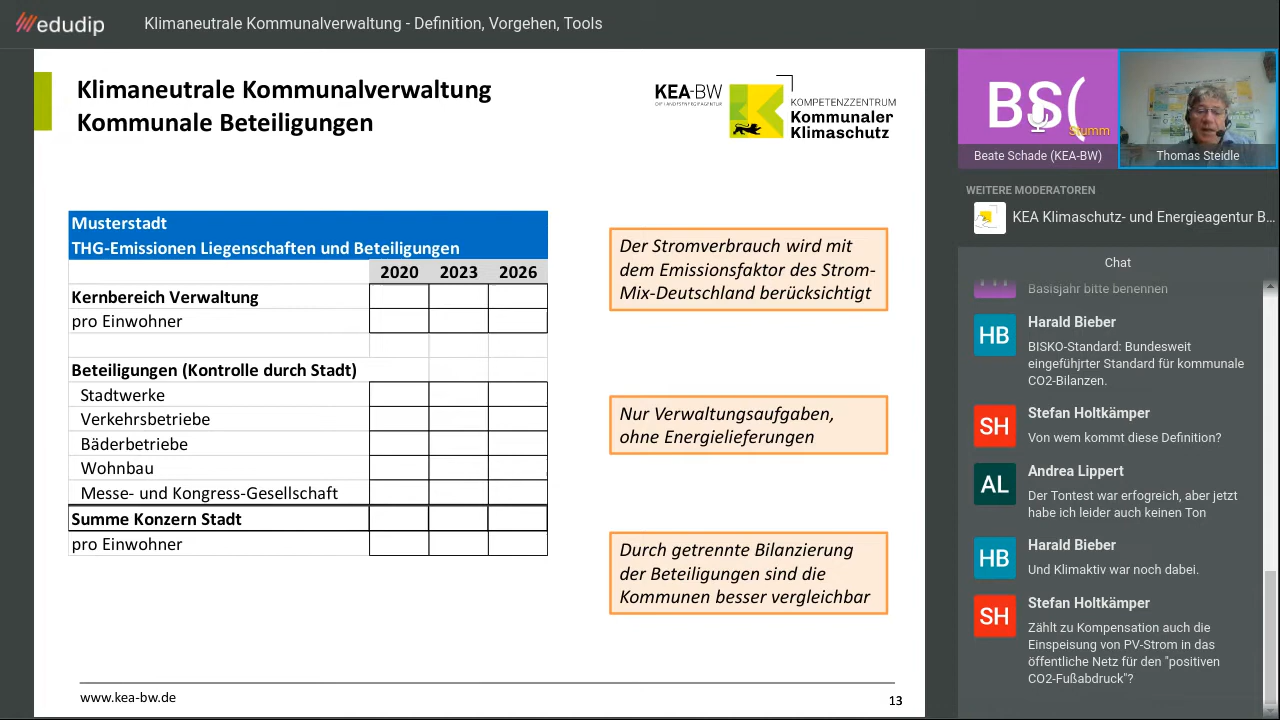 edudip
Klimaneutrale Kommunalverwaltung - Definition, Vorgehen, Tools
Klimaneutrale Kommunalverwaltung
Kommunale Beteiligungen
KEA-BW
DIE LANDESENERGIEAGENTUR
KOMPETENZZENTRUM
Kommunaler
Klimaschutz
Musterstadt
THG-Emissionen Liegenschaften und Beteiligungen
2020 2023 2026
Kernbereich Verwaltung
pro Einwohner
Beteiligungen (Kontrolle durch Stadt)
Stadtwerke
Verkehrsbetriebe
Bäderbetriebe
Wohnbau
Messe- und Kongress-Gesellschaft
Summe Konzern Stadt
pro Einwohner
Der Stromverbrauch wird mit
dem Emissionsfaktor des Strom-
Mix-Deutschland berücksichtigt
Nur Verwaltungsaufgaben,
ohne Energielieferungen
Durch getrennte Bilanzierung
der Beteiligungen sind die
Kommunen besser vergleichbar
www.kea-bw.de
13
BS(
Stumm
Beate Schade (KEA-BW)
Thomas Steidle
WEITERE MODERATOREN
KEA Klimaschutz- und Energieagentur B...
Chat
Basisjahr bitte benennen
HB
Harald Bieber
BISKO-Standard: Bundesweit
eingefühjrter Standard für kommunale
CO2-Bilanzen.
SH
Stefan Holtkämper
Von wem kommt diese Definition?
AL
Andrea Lippert
Der Tontest war erfogreich, aber jetzt
habe ich leider auch keinen Ton
HB
Harald Bieber
Und Klimaktiv war noch dabei.
SH
Stefan Holtkämper
Zählt zu Kompensation auch die
Einspeisung von PV-Strom in das
öffentliche Netz für den "positiven
CO2-Fußabdruck"?